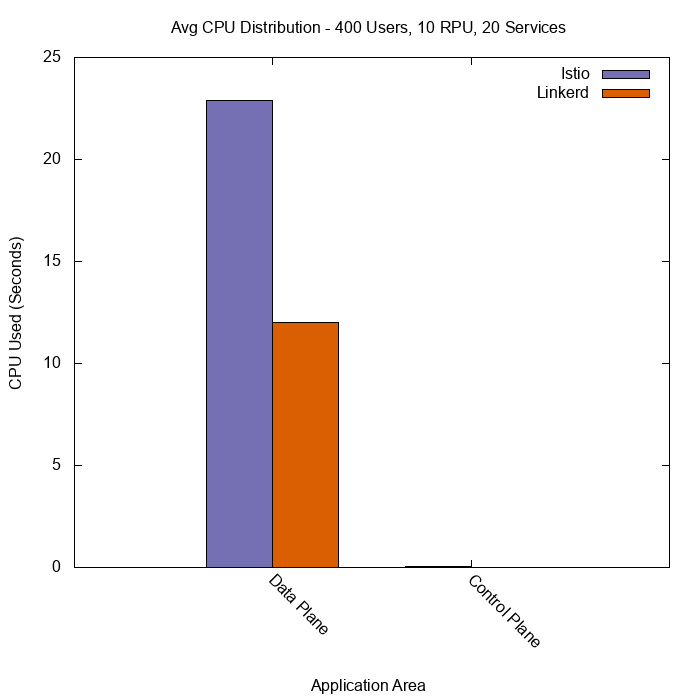 Avg CPU Distribution - 400 Users, 10 RPU, 20 Services
Istio
Linkerd
25
20
15
10
5
0
CPU Used (Seconds)
Data Plane
Control Plane
Application Area